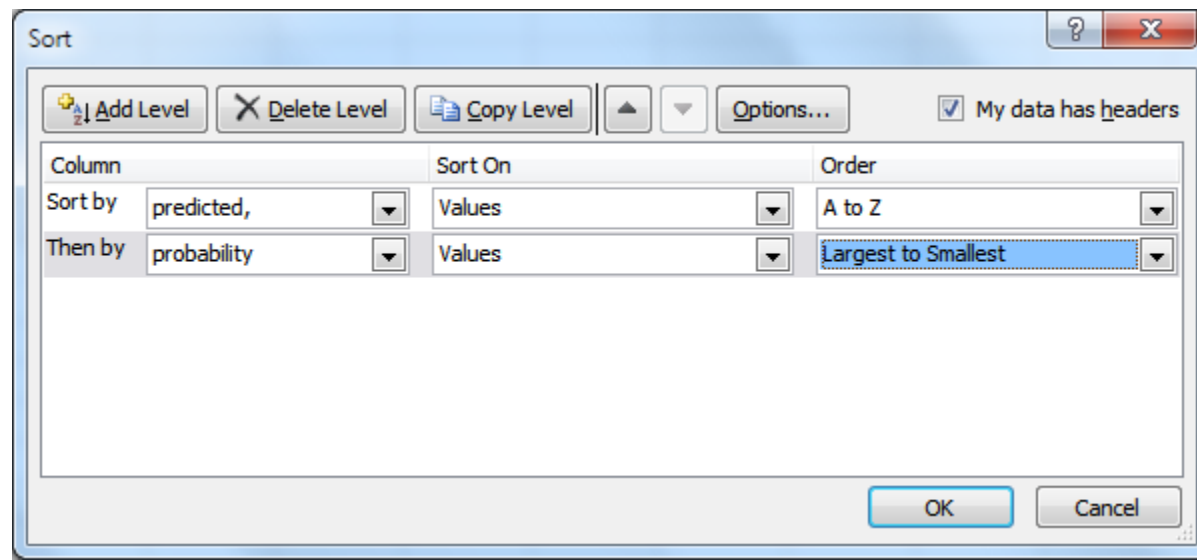 Sort
Add Level Delete Level Copy Level Options... My data has headers
Column Sort On Order
Sort by predicted, Values A to Z
Then by probability Values Largest to Smallest
OK Cancel